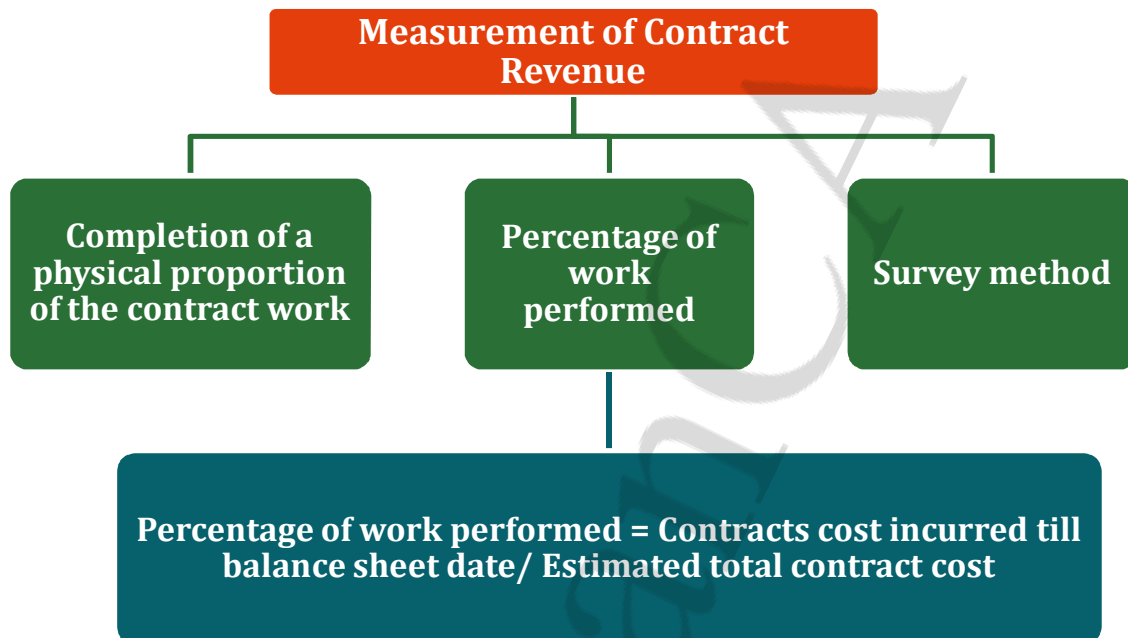 Measurement of Contract
Revenue
Completion of a
physical proportion
of the contract work
Percentage of
work
performed
Survey method
Percentage of work performed = Contracts cost incurred till
balance sheet date/ Estimated total contract cost